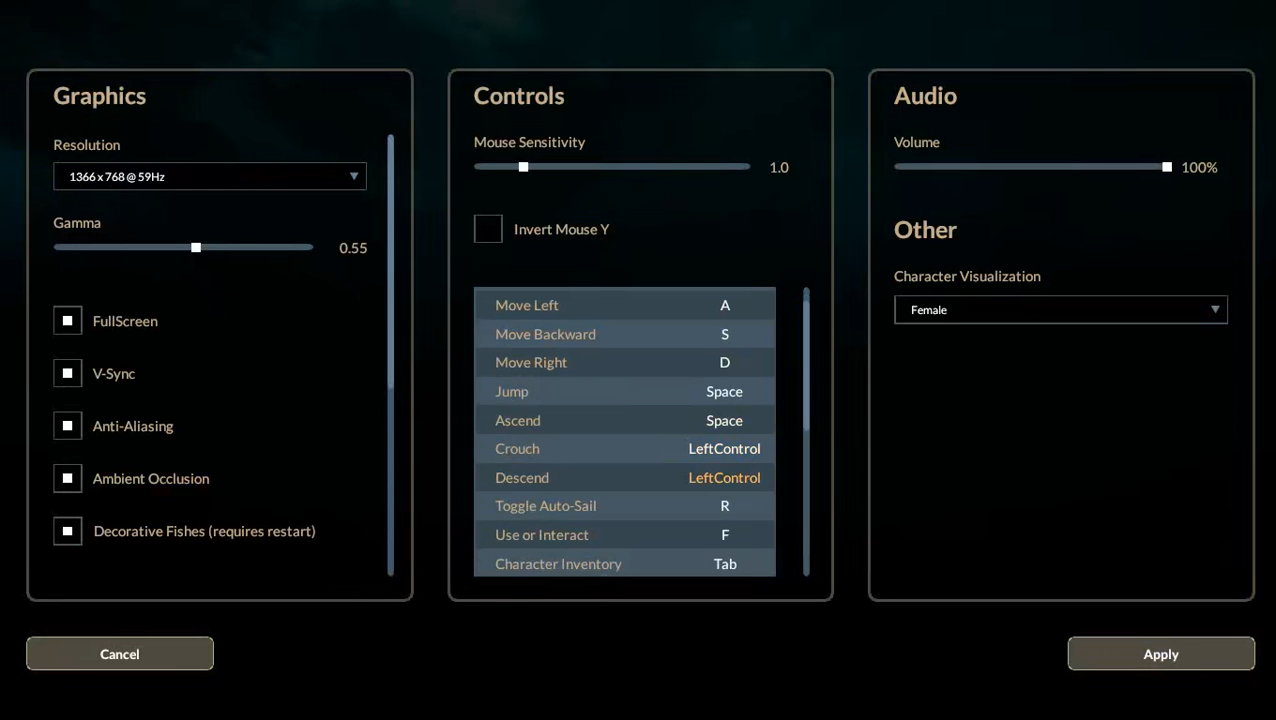 Graphics
Resolution
1366 x 768 @ 59Hz
Gamma
0.55
FullScreen
V-Sync
Anti-Aliasing
Ambient Occlusion
Decorative Fishes (requires restart)
Controls
Mouse Sensitivity
1.0
Invert Mouse Y
Move Left A
Move Backward S
Move Right D
Jump Space
Ascend Space
Crouch LeftControl
Descend LeftControl
Toggle Auto-Sail R
Use or Interact F
Character Inventory Tab
Audio
Volume
100%
Other
Character Visualization
Female
Cancel
Apply